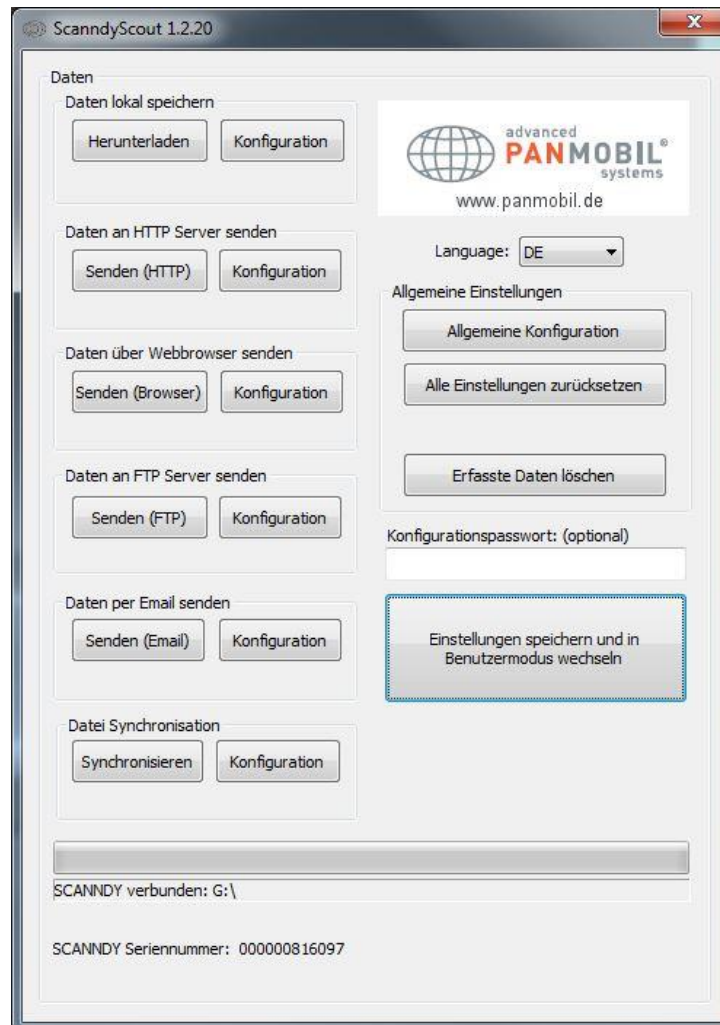 ScanndyScout 1.2.20
Daten
Daten lokal speichern
Herunterladen
Konfiguration
Daten an HTTP Server senden
Senden (HTTP)
Konfiguration
Daten über Webbrowser senden
Senden (Browser)
Konfiguration
Daten an FTP Server senden
Senden (FTP)
Konfiguration
Daten per Email senden
Senden (Email)
Konfiguration
Datei Synchronisation
Synchronisieren
Konfiguration
advanced
PANMOBIL®
systems
www.panmobil.de
Language: DE
Allgemeine Einstellungen
Allgemeine Konfiguration
Alle Einstellungen zurücksetzen
Erfasste Daten löschen
Konfigurationspasswort: (optional)
Einstellungen speichern und in
Benutzermodus wechseln
SCANNDY verbunden: G:\
SCANNDY Seriennummer: 000000816097